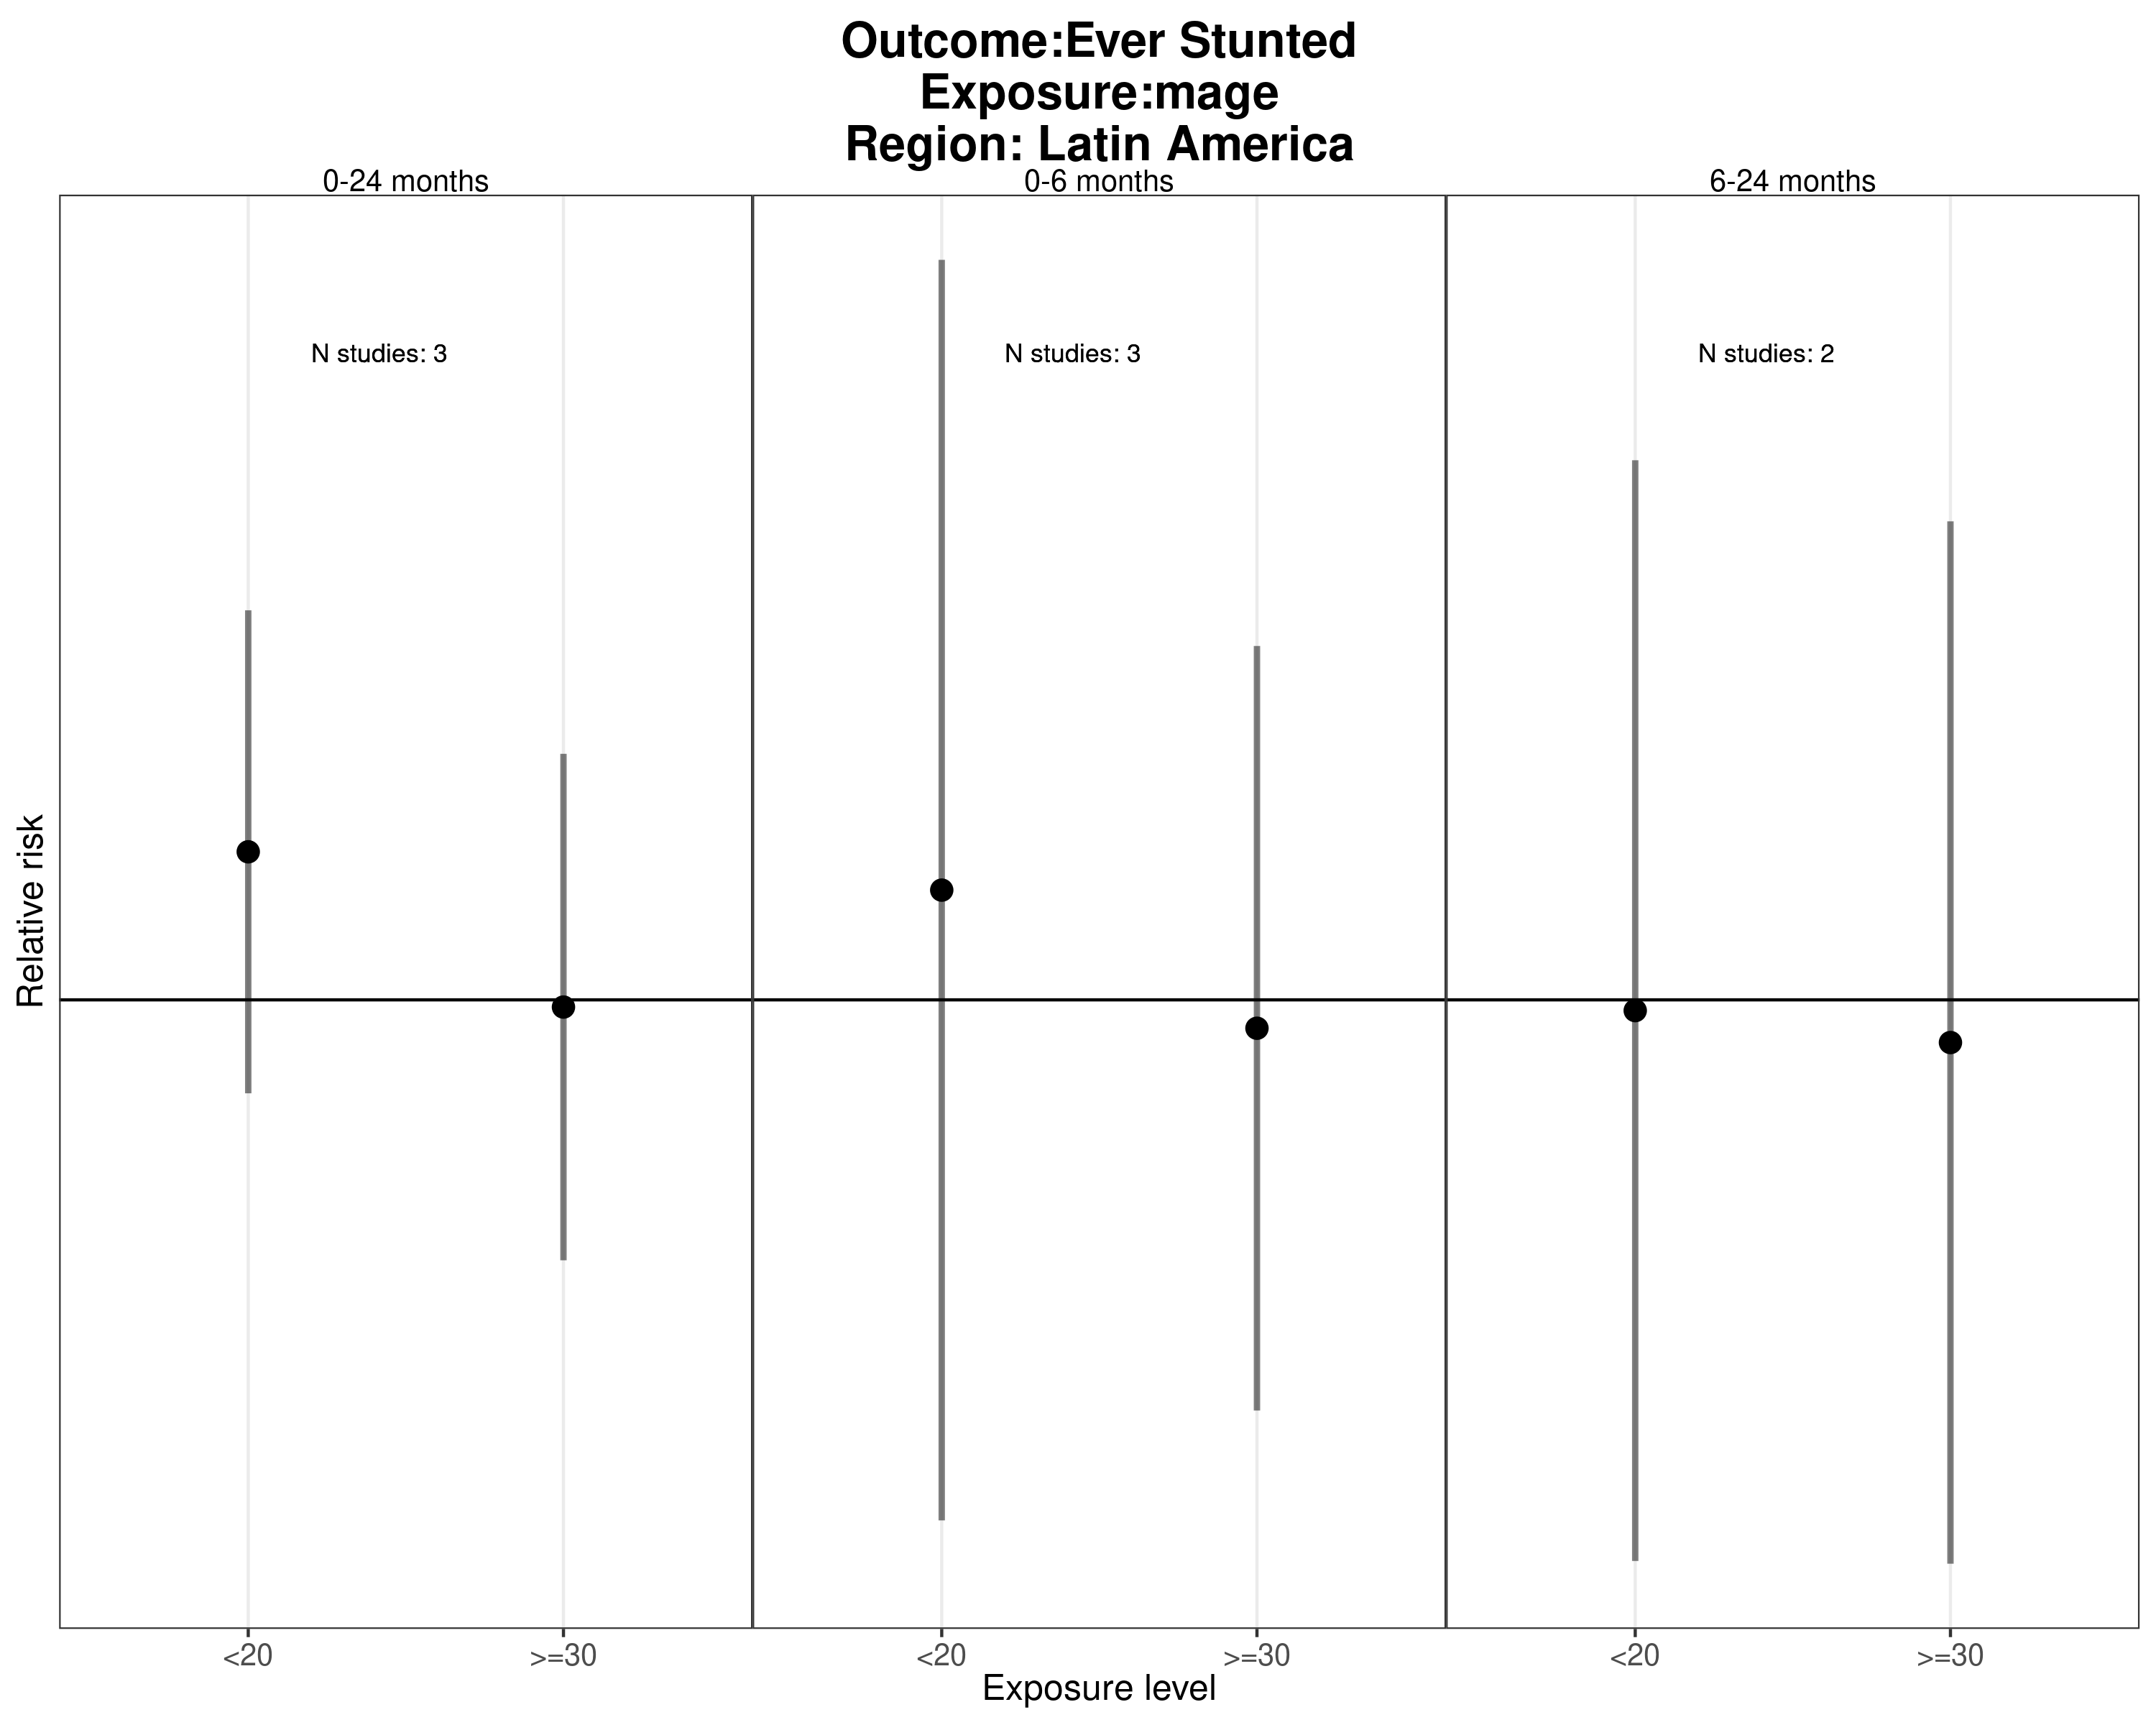 Outcome:Ever Stunted
Exposure:mage
Region: Latin America
0-24 months
0-6 months
6-24 months
N studies: 3
N studies: 3
N studies: 2
Relative risk
<20
>=30
<20
>=30
<20
>=30
Exposure level